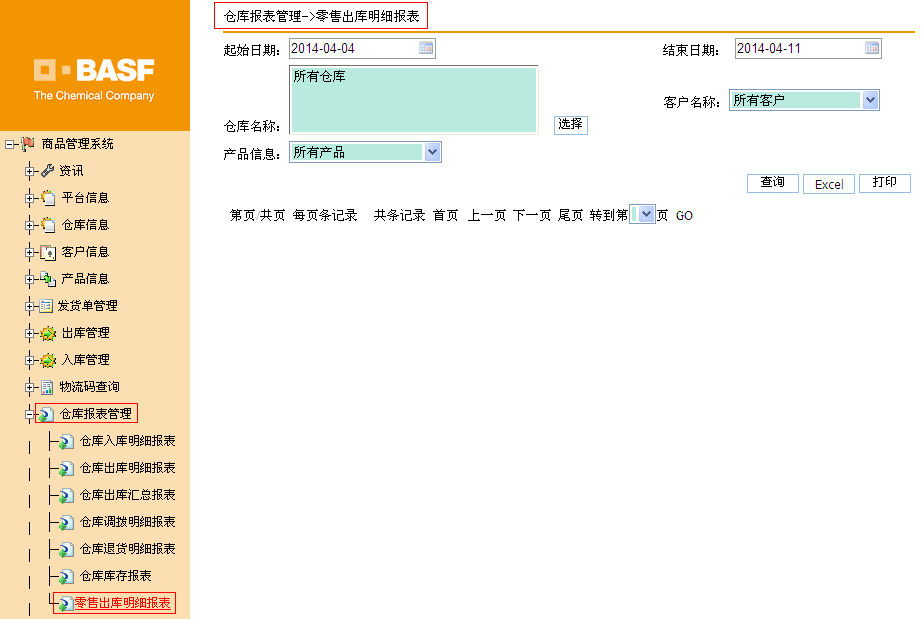 BASF
The Chemical Company
商品管理系统
资讯
平台信息
仓库信息
客户信息
产品信息
发货单管理
出库管理
入库管理
物流码查询
仓库报表管理
仓库入库明细报表
仓库出库明细报表
仓库出库汇总报表
仓库调拨明细报表
仓库退货明细报表
仓库库存报表
零售出库明细报表
仓库报表管理->零售出库明细报表
起始日期: 2014-04-04 结束日期: 2014-04-11
所有仓库
仓库名称: 选择 客户名称: 所有客户
产品信息: 所有产品
查询 Excel 打印
第页/共页 每页条记录 共条记录 首页 上一页 下一页 尾页 转到第 页 GO